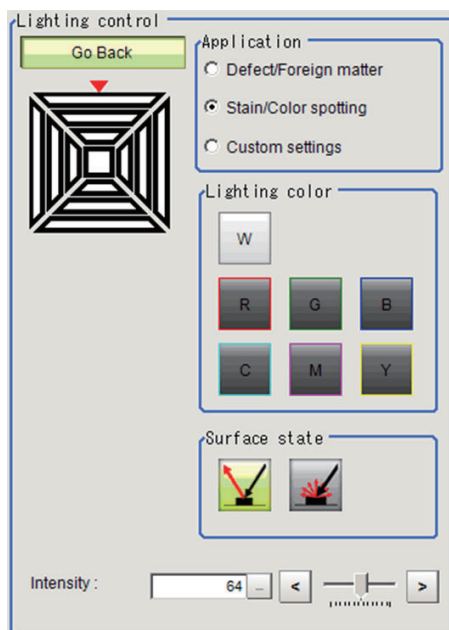 Lighting control
Go Back
Application
Defect/Foreign matter
Stain/Color spotting
Custom settings
Lighting color
W
R G B
C M Y
Surface state
Intensity : 64 ... < >